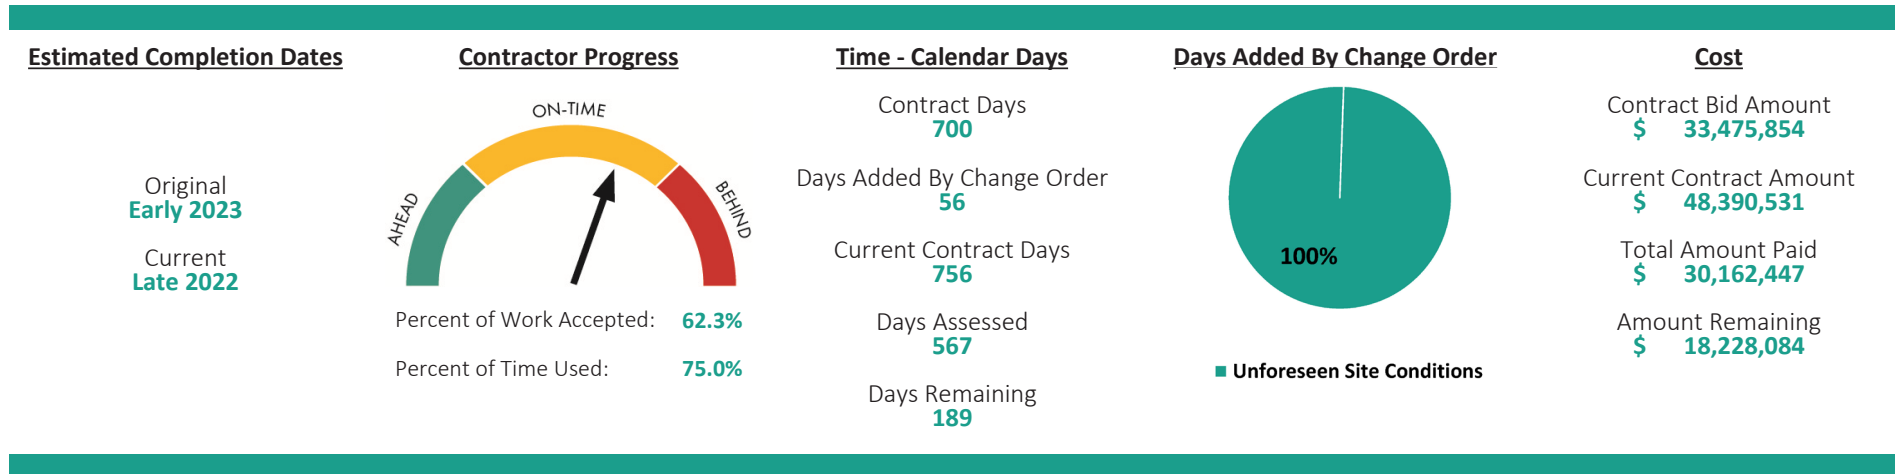 Estimated Completion Dates
Original
Early 2023
Current
Late 2022
Contractor Progress
ON-TIME
AHEAD
BEHIND
Percent of Work Accepted: 62.3%
Percent of Time Used: 75.0%
Time - Calendar Days
Contract Days
700
Days Added By Change Order
56
Current Contract Days
756
Days Assessed
567
Days Remaining
189
Days Added By Change Order
100%
Unforeseen Site Conditions
Cost
Contract Bid Amount
$ 33,475,854
Current Contract Amount
$ 48,390,531
Total Amount Paid
$ 30,162,447
Amount Remaining
$ 18,228,084